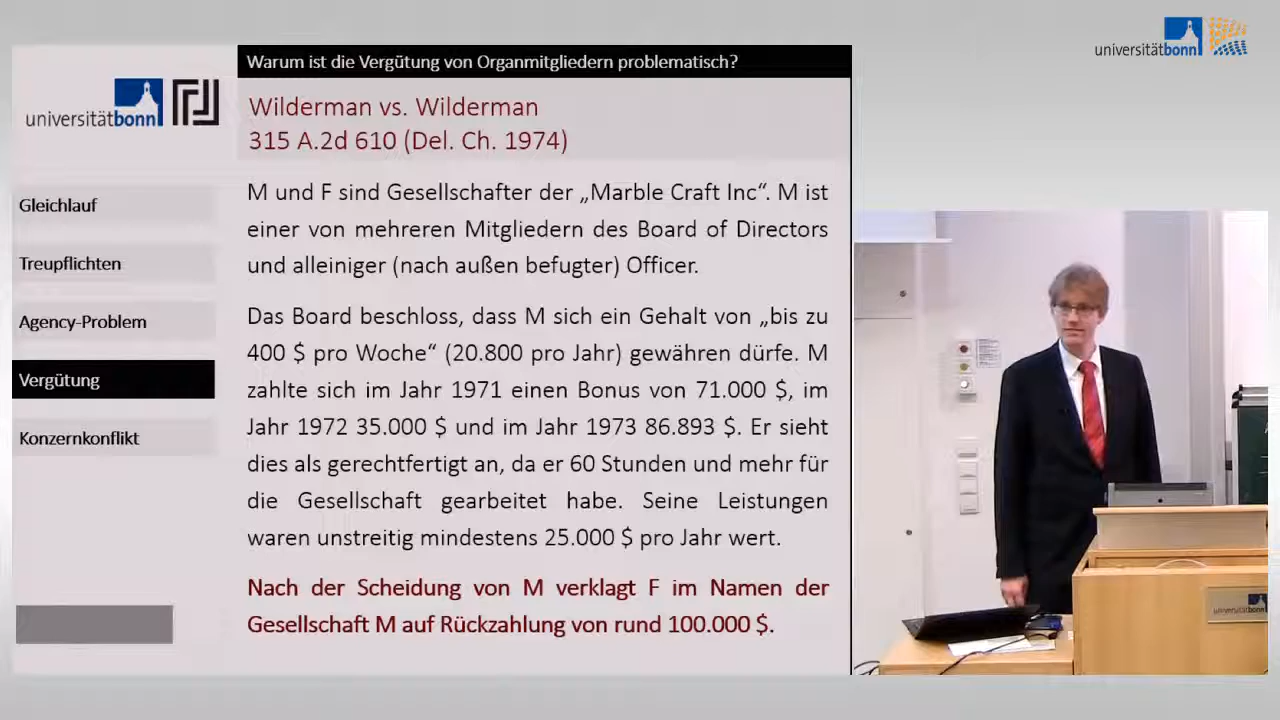 universitätbonn
Warum ist die Vergütung von Organmitgliedern problematisch?
universitätbonn
Wilderman vs. Wilderman
315 A.2d 610 (Del. Ch. 1974)
Gleichlauf
Treupflichten
Agency-Problem
Vergütung
Konzernkonflikt
M und F sind Gesellschafter der „Marble Craft Inc“. M ist
einer von mehreren Mitgliedern des Board of Directors
und alleiniger (nach außen befugter) Officer.
Das Board beschloss, dass M sich ein Gehalt von „bis zu
400 $ pro Woche“ (20.800 pro Jahr) gewähren dürfe. M
zahlte sich im Jahr 1971 einen Bonus von 71.000 $, im
Jahr 1972 35.000 $ und im Jahr 1973 86.893 $. Er sieht
dies als gerechtfertigt an, da er 60 Stunden und mehr für
die Gesellschaft gearbeitet habe. Seine Leistungen
waren unstreitig mindestens 25.000 $ pro Jahr wert.
Nach der Scheidung von M verklagt F im Namen der
Gesellschaft M auf Rückzahlung von rund 100.000 $.
universitätbonn